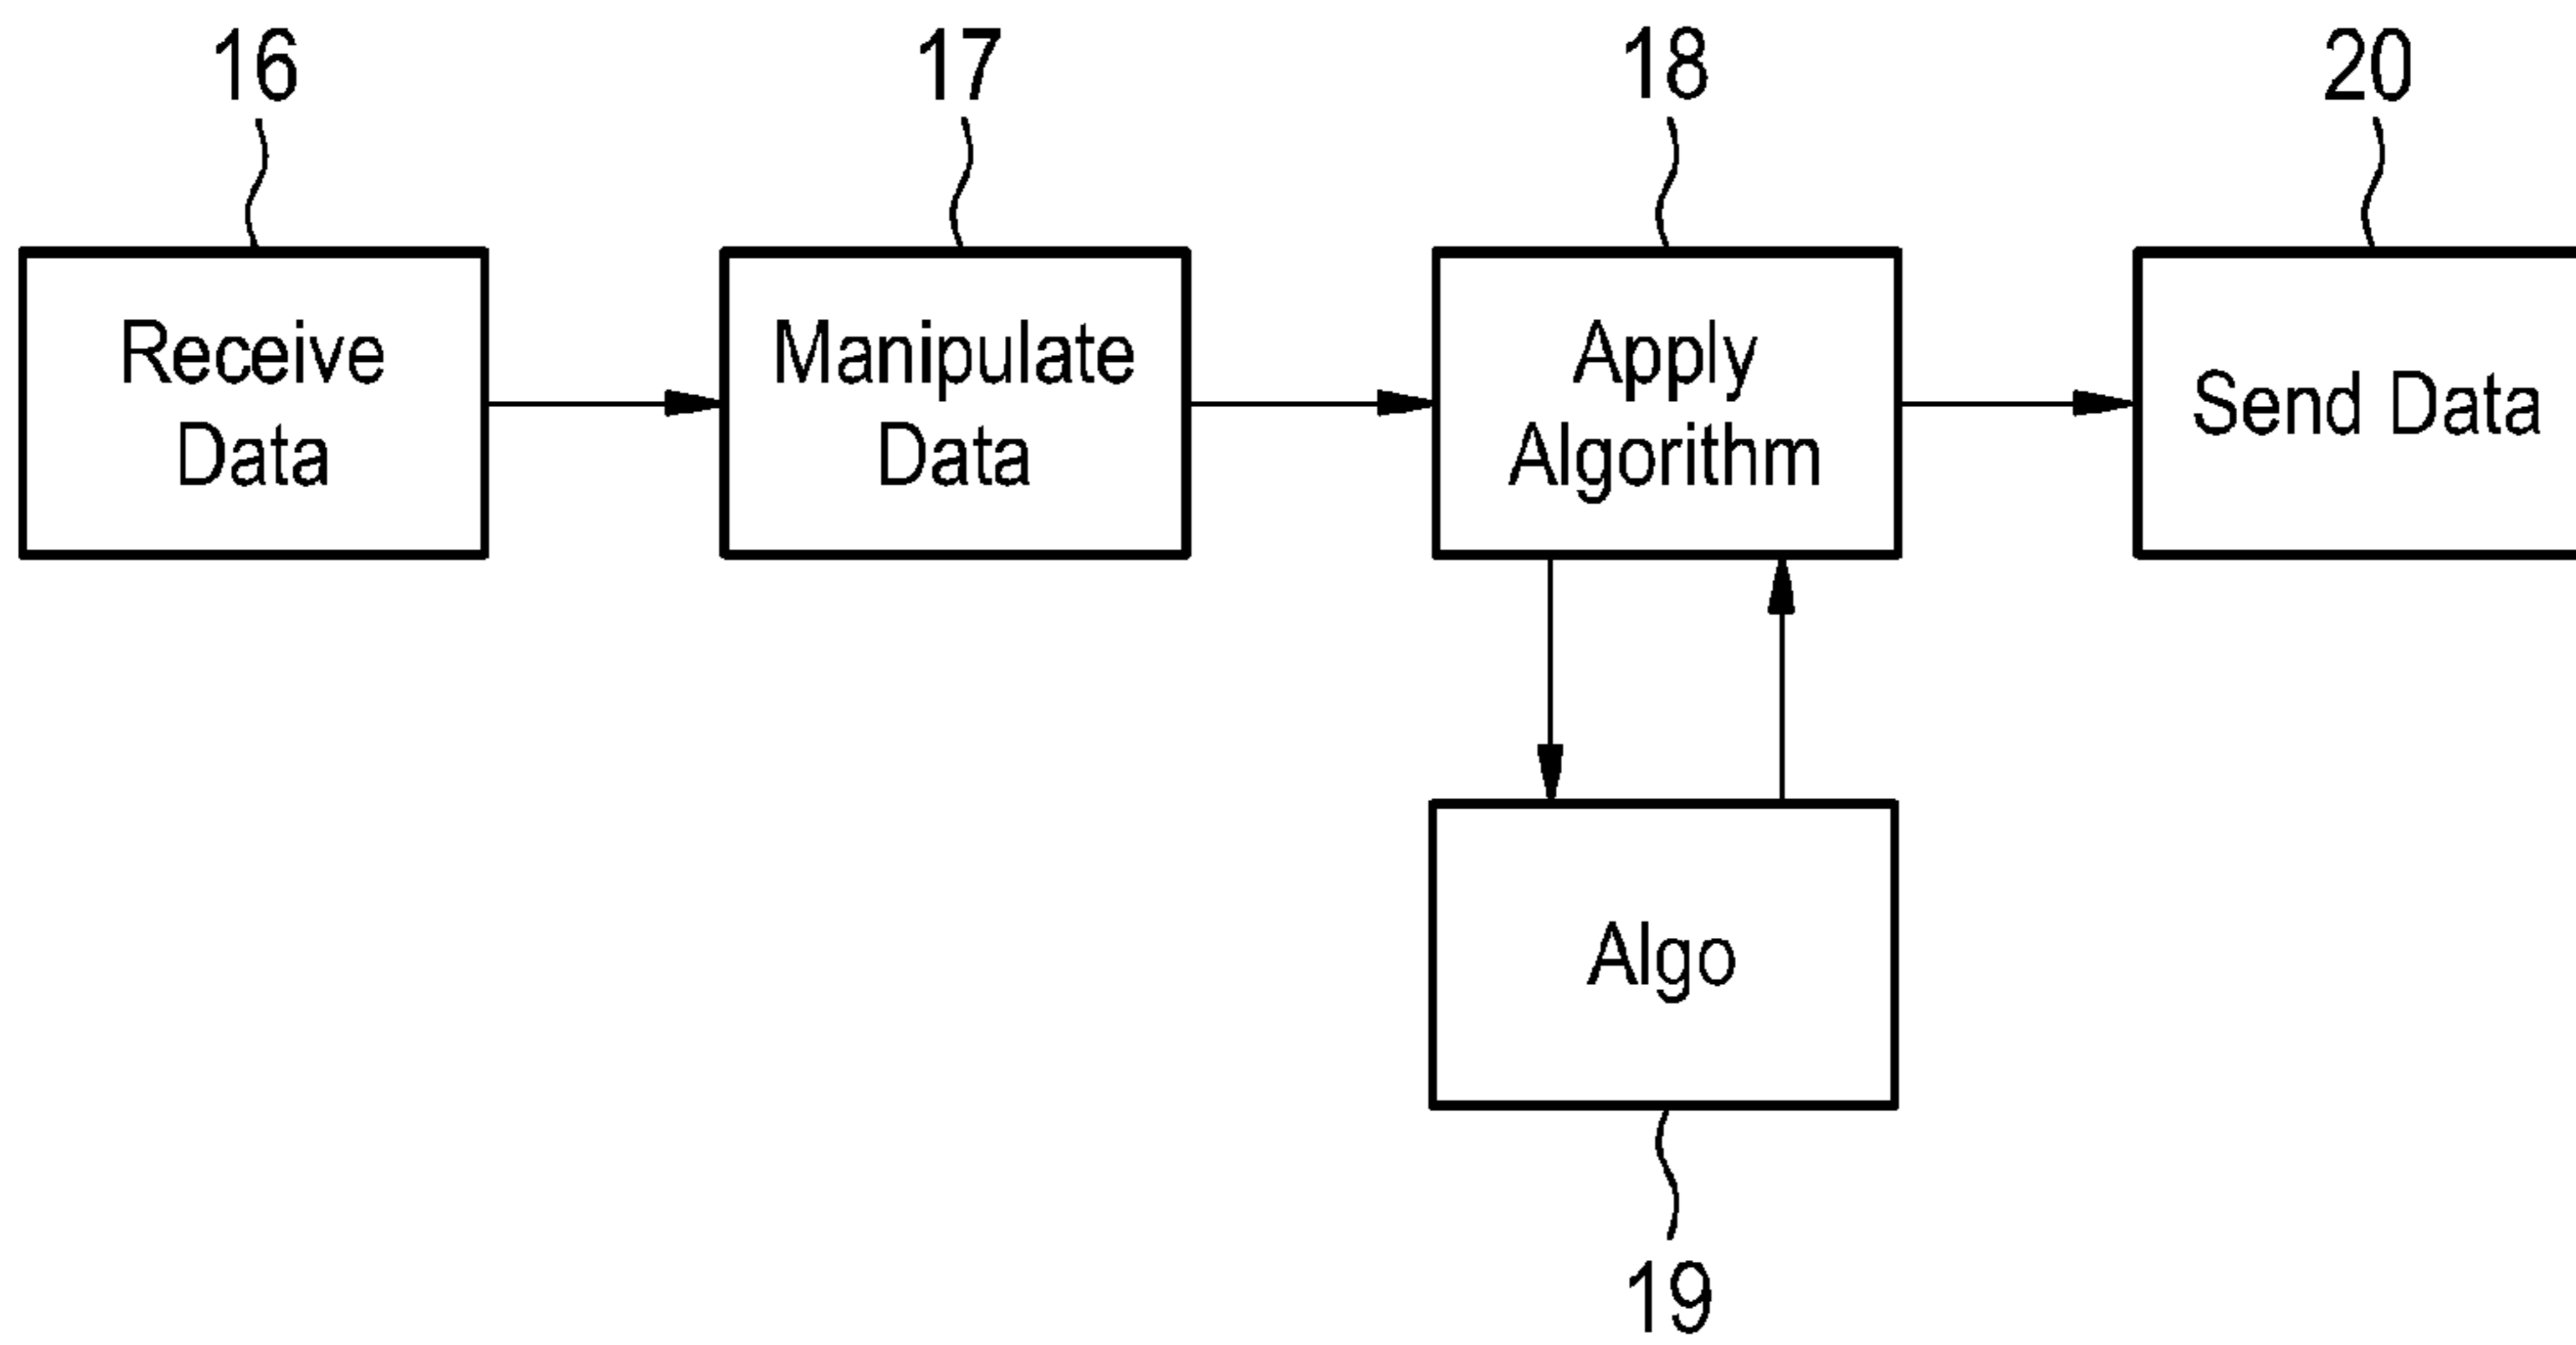 16
17
18
20
Receive
Data
Manipulate
Data
Apply
Algorithm
Send Data
Algo
19